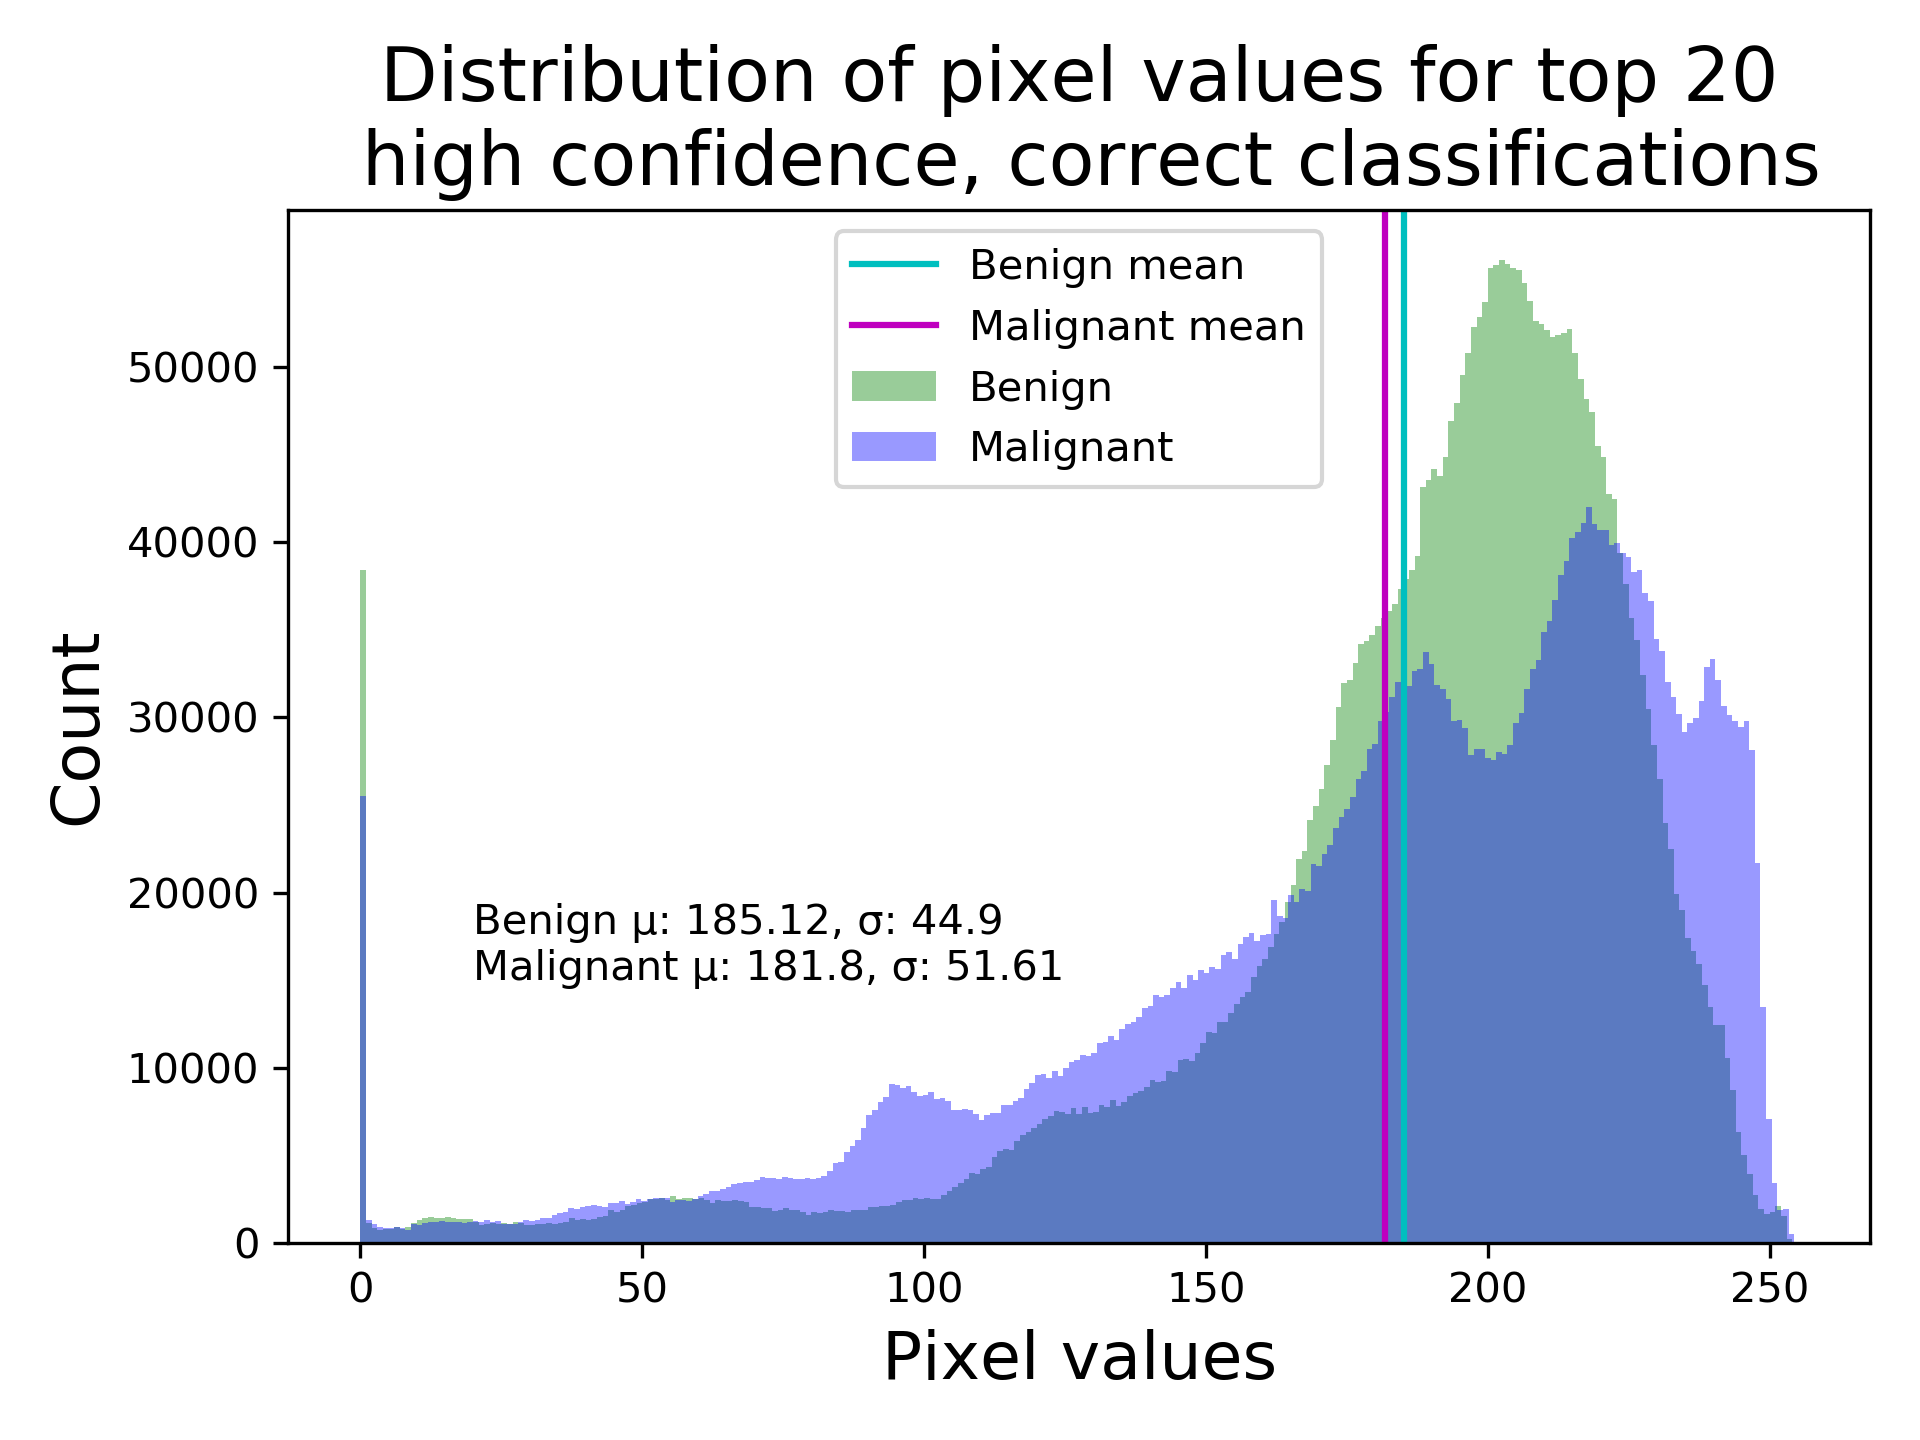 Distribution of pixel values for top 20
high confidence, correct classifications
Benign mean
Malignant mean
Benign
Malignant
Count
50000
40000
30000
20000
10000
0
Benign μ: 185.12, σ: 44.9
Malignant μ: 181.8, σ: 51.61
0 50 100 150 200 250
Pixel values